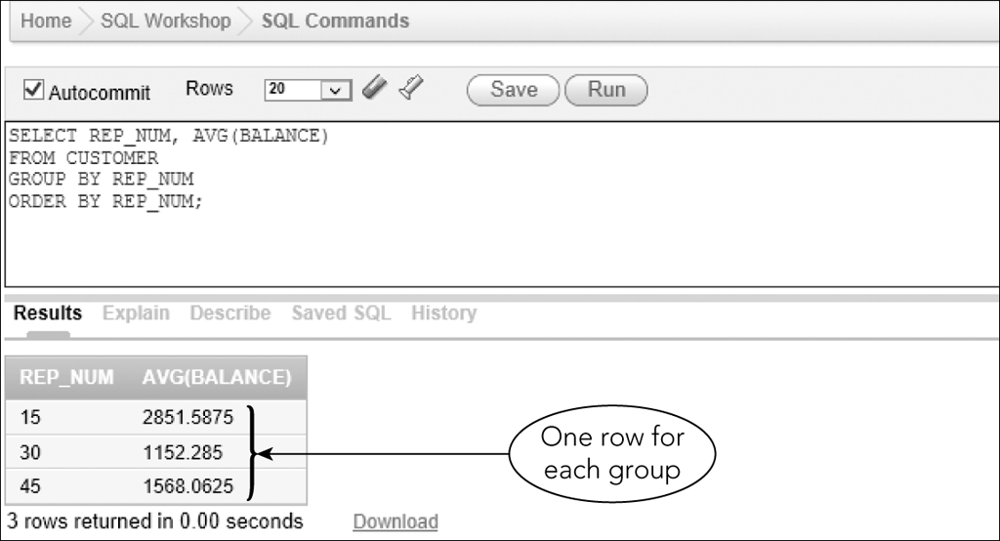 Home SQL Workshop SQL Commands
Autocommit Rows 20 Save Run
SELECT REP_NUM, AVG(BALANCE)
FROM CUSTOMER
GROUP BY REP_NUM
ORDER BY REP_NUM;
Results Explain Describe Saved SQL History
REP_NUM AVG(BALANCE)
15 2851.5875
30 1152.285
45 1568.0625
One row for
each group
3 rows returned in 0.00 seconds Download